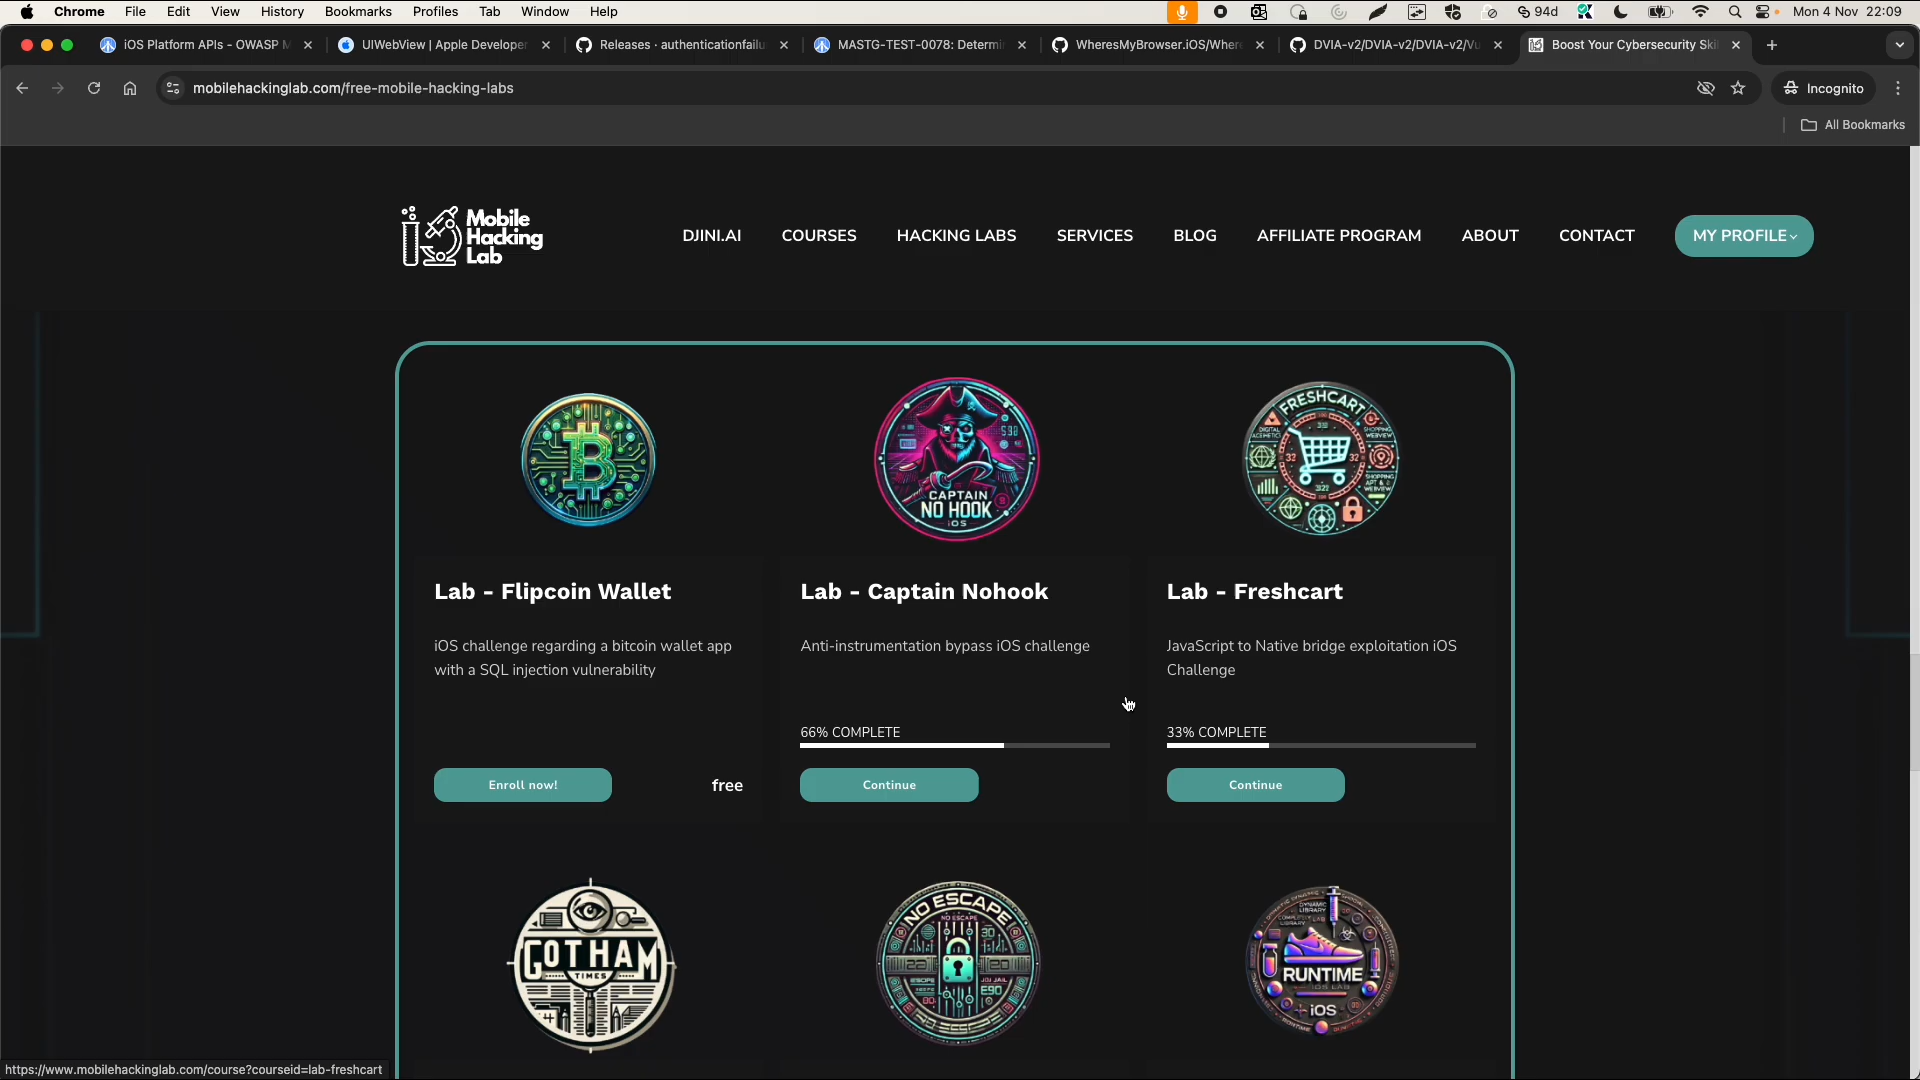 Chrome File Edit View History Bookmarks Profiles Tab Window Help
94d
Mon 4 Nov 22:09
iOS Platform APIs - OWASP M
UIWebView | Apple Developer
Releases · authenticationfailu
MASTG-TEST-0078: Determi
WheresMyBrowser.iOS/Wher
DVIA-v2/DVIA-v2/DVIA-v2/Vu
Boost Your Cybersecurity Ski
mobilehackinglab.com/free-mobile-hacking-labs
Incognito
All Bookmarks
Mobile
Hacking
Lab
DJINI.AI
COURSES
HACKING LABS
SERVICES
BLOG
AFFILIATE PROGRAM
ABOUT
CONTACT
MY PROFILE
CAPTAIN
NO HOOK
iOS
FRESHCART
Lab - Flipcoin Wallet
iOS challenge regarding a bitcoin wallet app
with a SQL injection vulnerability
Enroll now!
free
Lab - Captain Nohook
Anti-instrumentation bypass iOS challenge
66% COMPLETE
Continue
Lab - Freshcart
JavaScript to Native bridge exploitation iOS
Challenge
33% COMPLETE
Continue
GOTHAM
TIMES
NO ESCAPE
RUNTIME
iOS
https://www.mobilehackinglab.com/course?courseid=lab-freshcart